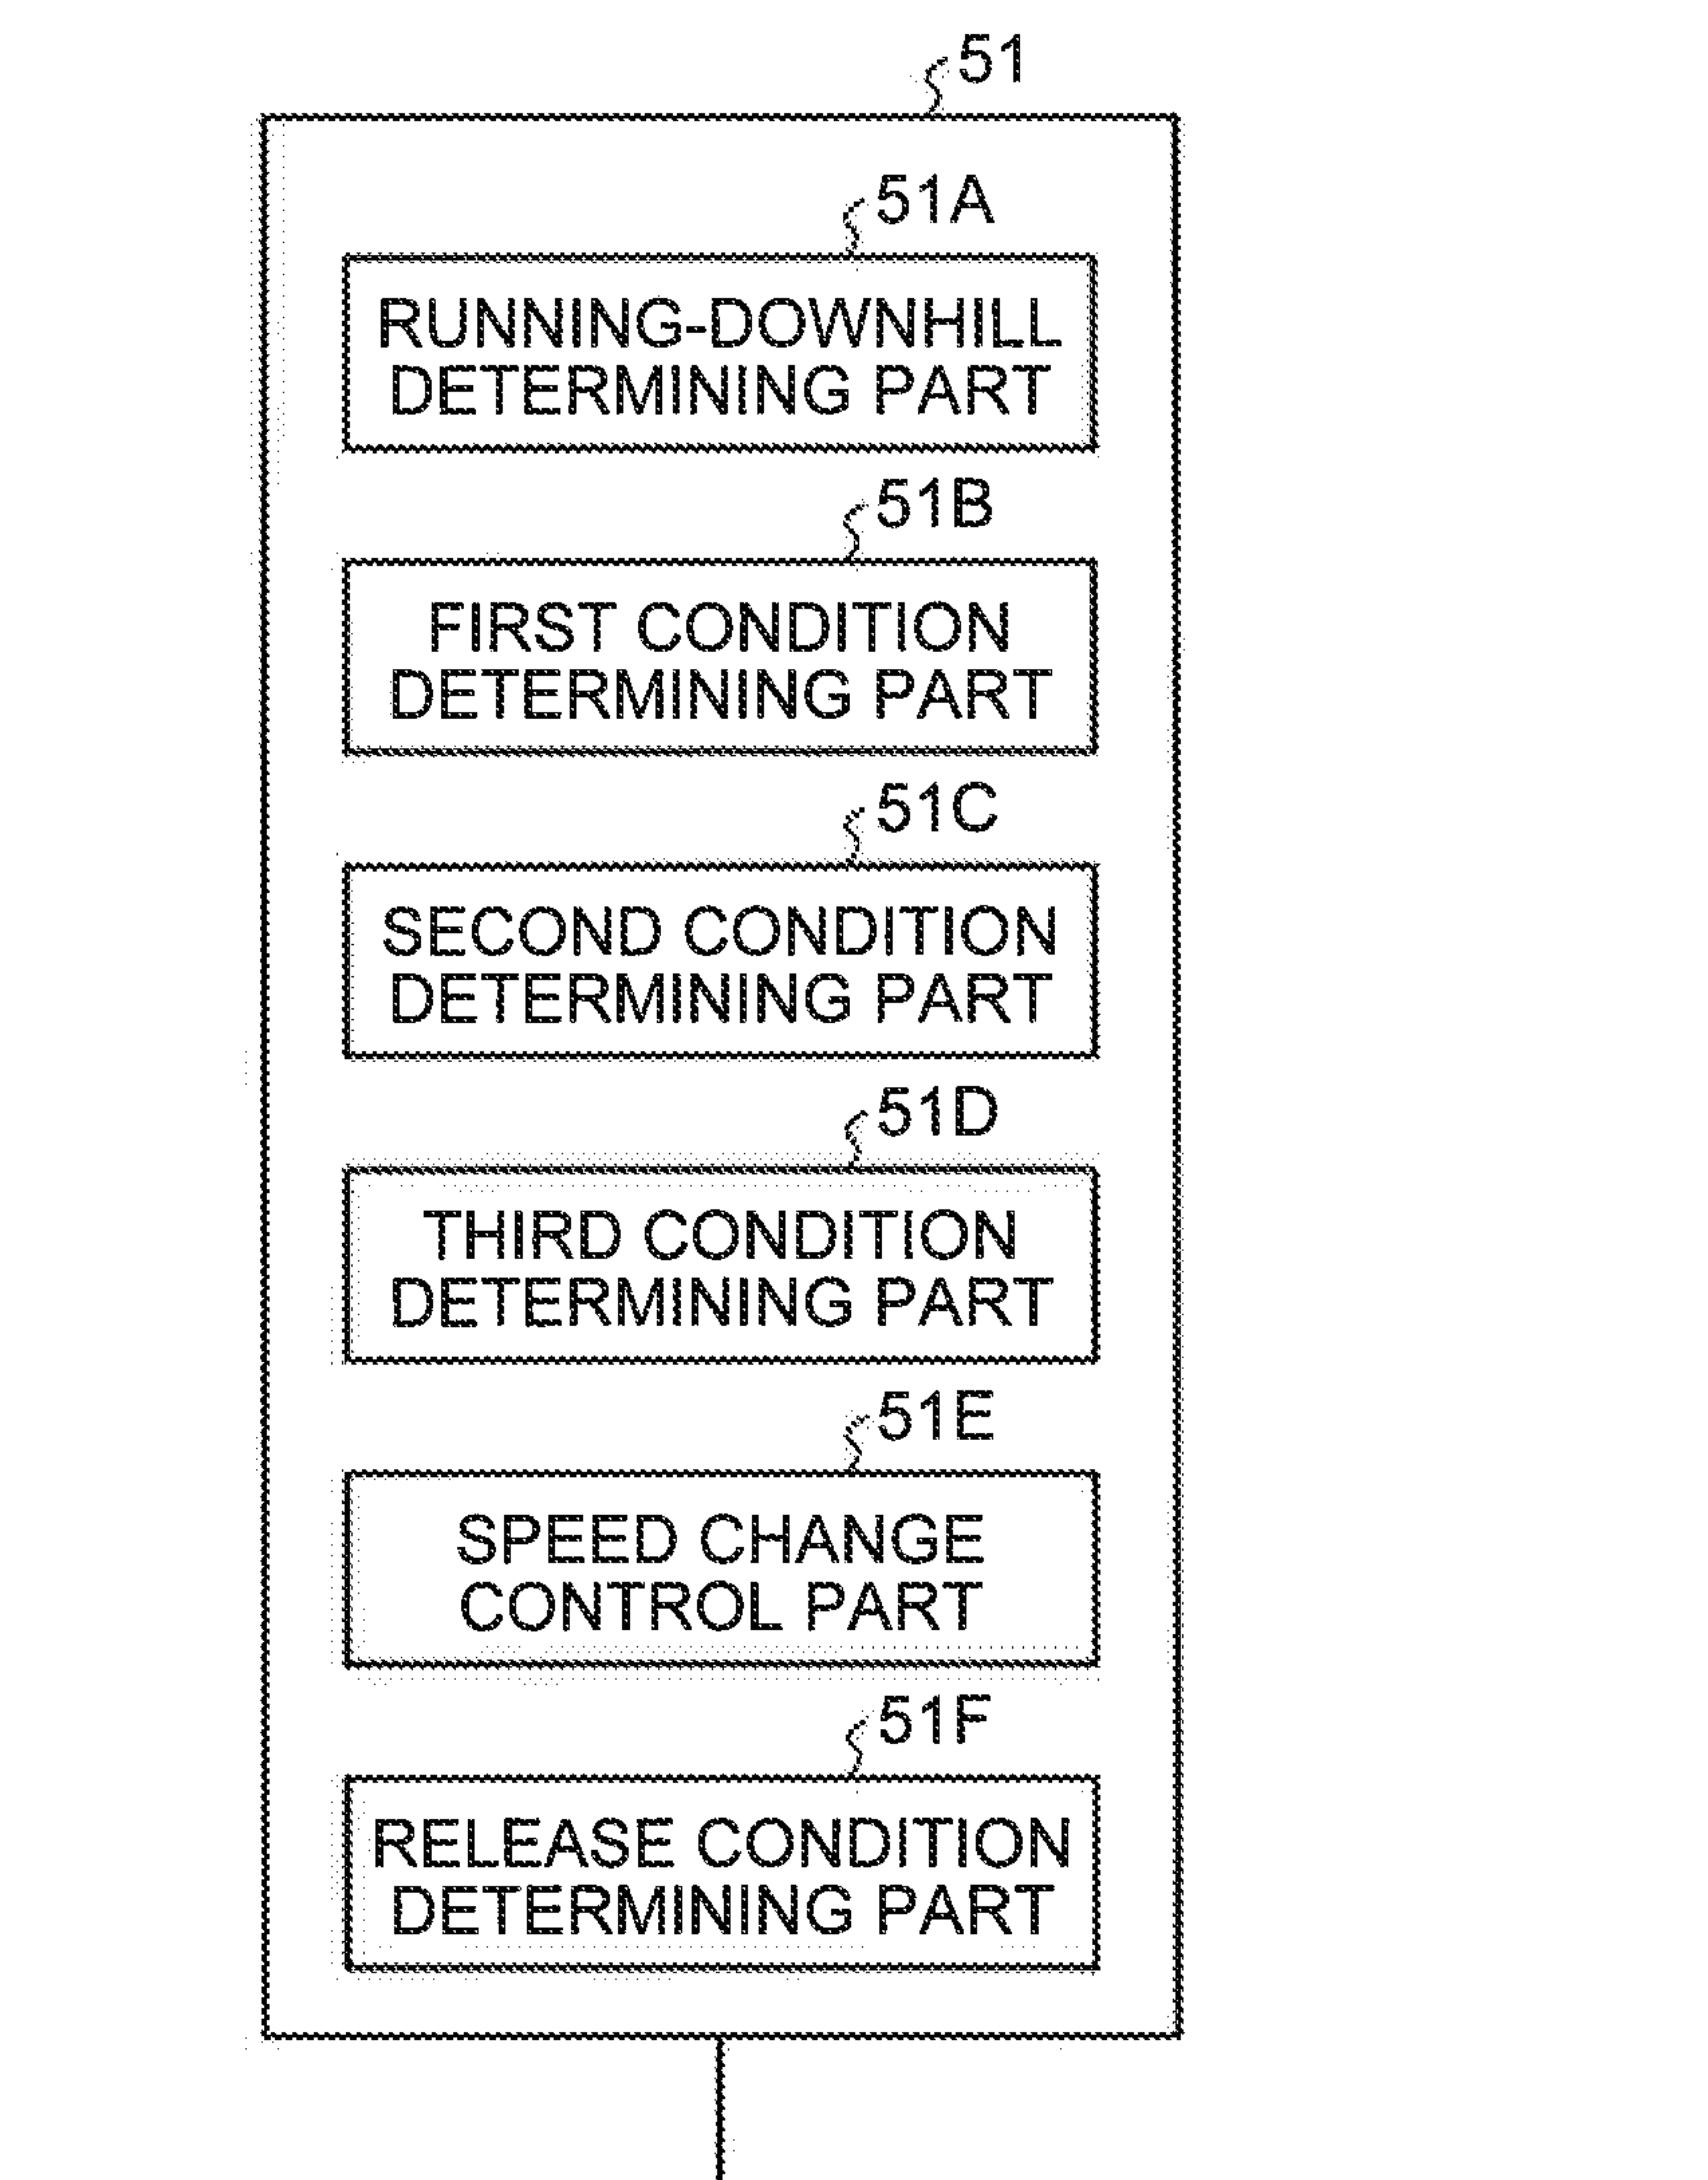 51
51A
RUNNING-DOWNHILL
DETERMINING PART
51B
FIRST CONDITION
DETERMINING PART
51C
SECOND CONDITION
DETERMINING PART
51D
THIRD CONDITION
DETERMINING PART
51E
SPEED CHANGE
CONTROL PART
51F
RELEASE CONDITION
DETERMINING PART